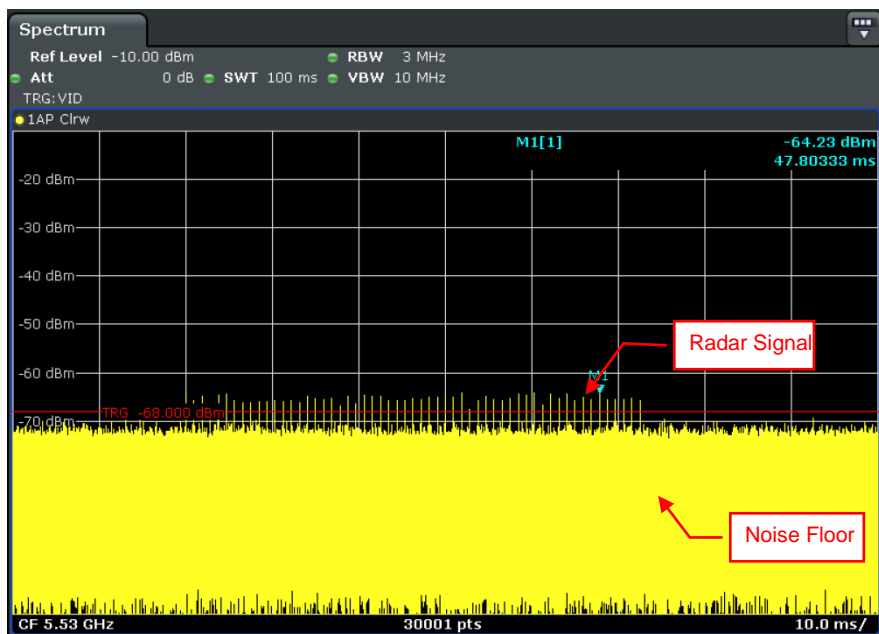 Spectrum
Ref Level -10.00 dBm RBW 3 MHz
Att 0 dB SWT 100 ms VBW 10 MHz
TRG:VID
1AP Clrw
M1[1] -64.23 dBm
47.80333 ms
-20 dBm
-30 dBm
-40 dBm
-50 dBm
Radar Signal
-60 dBm
M1
TRG -68.000 dBm
-70 dBm
Noise Floor
CF 5.53 GHz 30001 pts 10.0 ms/